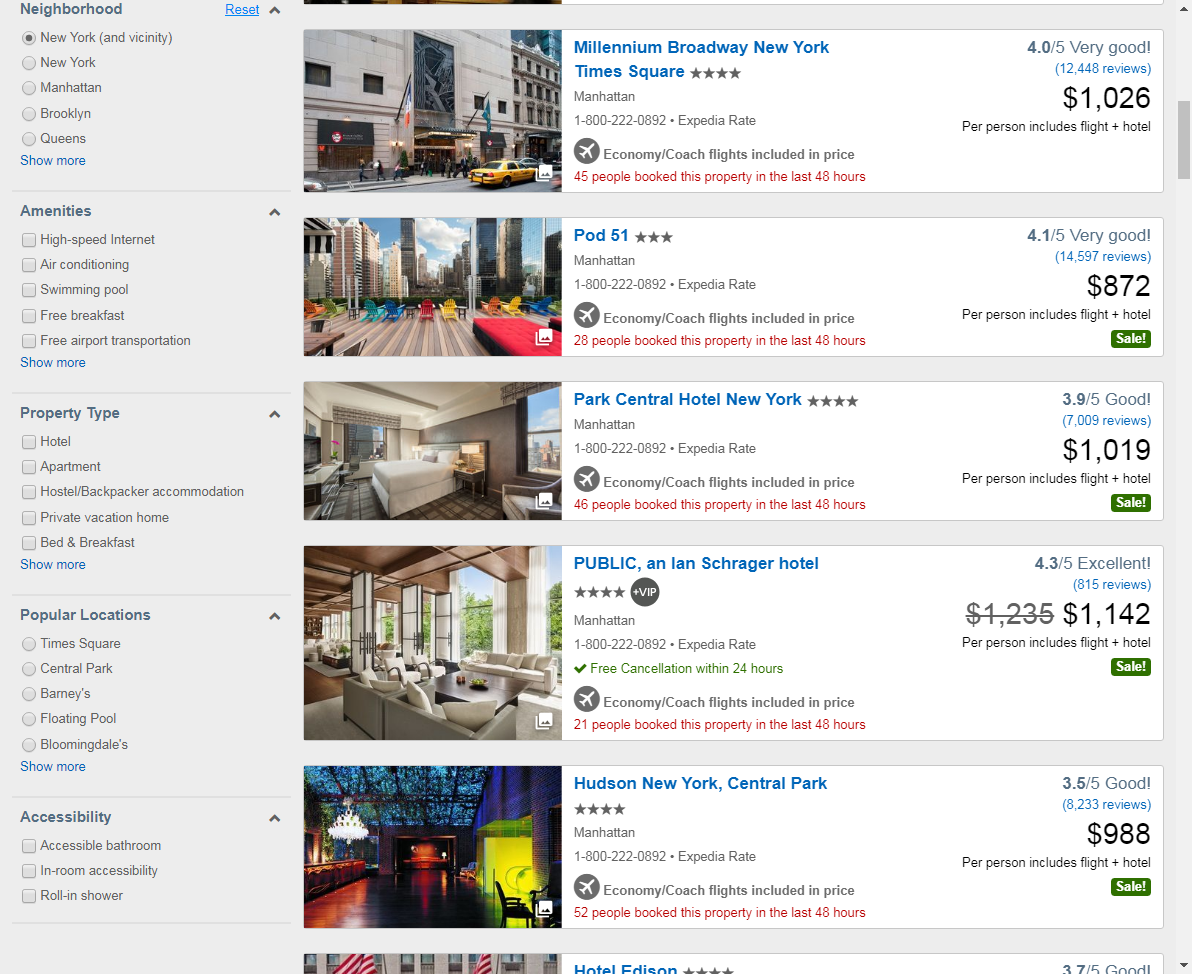 Neighborhood
Reset
New York (and vicinity)
New York
Manhattan
Brooklyn
Queens
Show more
Amenities
High-speed Internet
Air conditioning
Swimming pool
Free breakfast
Free airport transportation
Show more
Property Type
Hotel
Apartment
Hostel/Backpacker accommodation
Private vacation home
Bed & Breakfast
Show more
Popular Locations
Times Square
Central Park
Barney's
Floating Pool
Bloomingdale's
Show more
Accessibility
Accessible bathroom
In-room accessibility
Roll-in shower
Millennium Broadway New York
Times Square
Manhattan
1-800-222-0892 • Expedia Rate
Economy/Coach flights included in price
45 people booked this property in the last 48 hours
4.0/5 Very good!
(12,448 reviews)
$1,026
Per person includes flight + hotel
Pod 51
Manhattan
1-800-222-0892 • Expedia Rate
Economy/Coach flights included in price
28 people booked this property in the last 48 hours
4.1/5 Very good!
(14,597 reviews)
$872
Per person includes flight + hotel
Sale!
Park Central Hotel New York
Manhattan
1-800-222-0892 • Expedia Rate
Economy/Coach flights included in price
46 people booked this property in the last 48 hours
3.9/5 Good!
(7,009 reviews)
$1,019
Per person includes flight + hotel
Sale!
PUBLIC, an Ian Schrager hotel
+VIP
Manhattan
1-800-222-0892 • Expedia Rate
Free Cancellation within 24 hours
Economy/Coach flights included in price
21 people booked this property in the last 48 hours
4.3/5 Excellent!
(815 reviews)
$1,235 $1,142
Per person includes flight + hotel
Sale!
Hudson New York, Central Park
Manhattan
1-800-222-0892 • Expedia Rate
Economy/Coach flights included in price
52 people booked this property in the last 48 hours
3.5/5 Good!
(8,233 reviews)
$988
Per person includes flight + hotel
Sale!
Hotel Edison
3.7/5 Good!